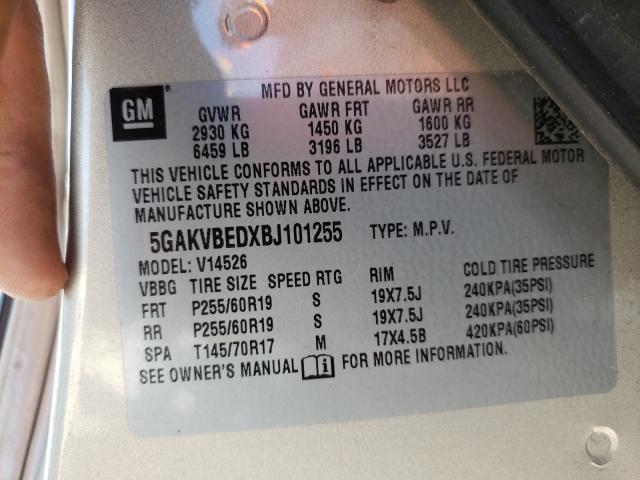 GM
MFD BY GENERAL MOTORS LLC
GVWR GAWR FRT GAWR RR
2930 KG 1450 KG 1600 KG
6459 LB 3196 LB 3527 LB
THIS VEHICLE CONFORMS TO ALL APPLICABLE U.S. FEDERAL MOTOR
VEHICLE SAFETY STANDARDS IN EFFECT ON THE DATE OF
MANUFACTURE SHOWN ABOVE.
5GAKVBEDXBJ101255 TYPE: M.P.V.
MODEL: V14526
VBBG TIRE SIZE SPEED RTG RIM COLD TIRE PRESSURE
FRT P255/60R19 S 19X7.5J 240KPA(35PSI)
RR P255/60R19 S 19X7.5J 240KPA(35PSI)
SPA T145/70R17 M 17X4.5B 420KPA(60PSI)
SEE OWNER'S MANUAL FOR MORE INFORMATION.